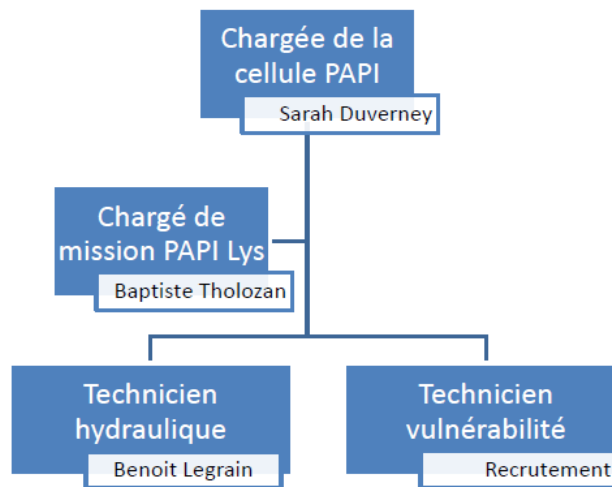 Chargée de la
cellule PAPI
Sarah Duverney
Chargé de
mission PAPI Lys
Baptiste Tholozan
Technicien
hydraulique
Benoit Legrain
Technicien
vulnérabilité
Recrutement